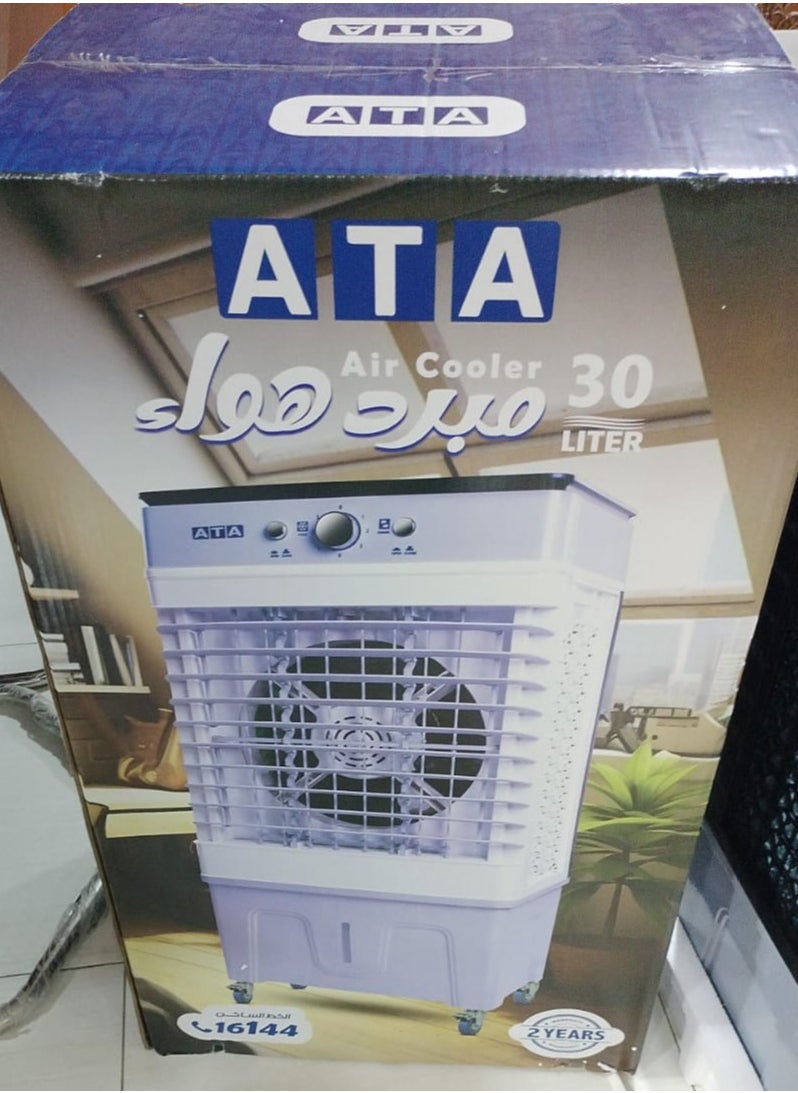 ATA
ATA
ATA
Air Cooler
مبرد هواء
30
LITER
ATA
الخط الساخن
16144
2 YEARS